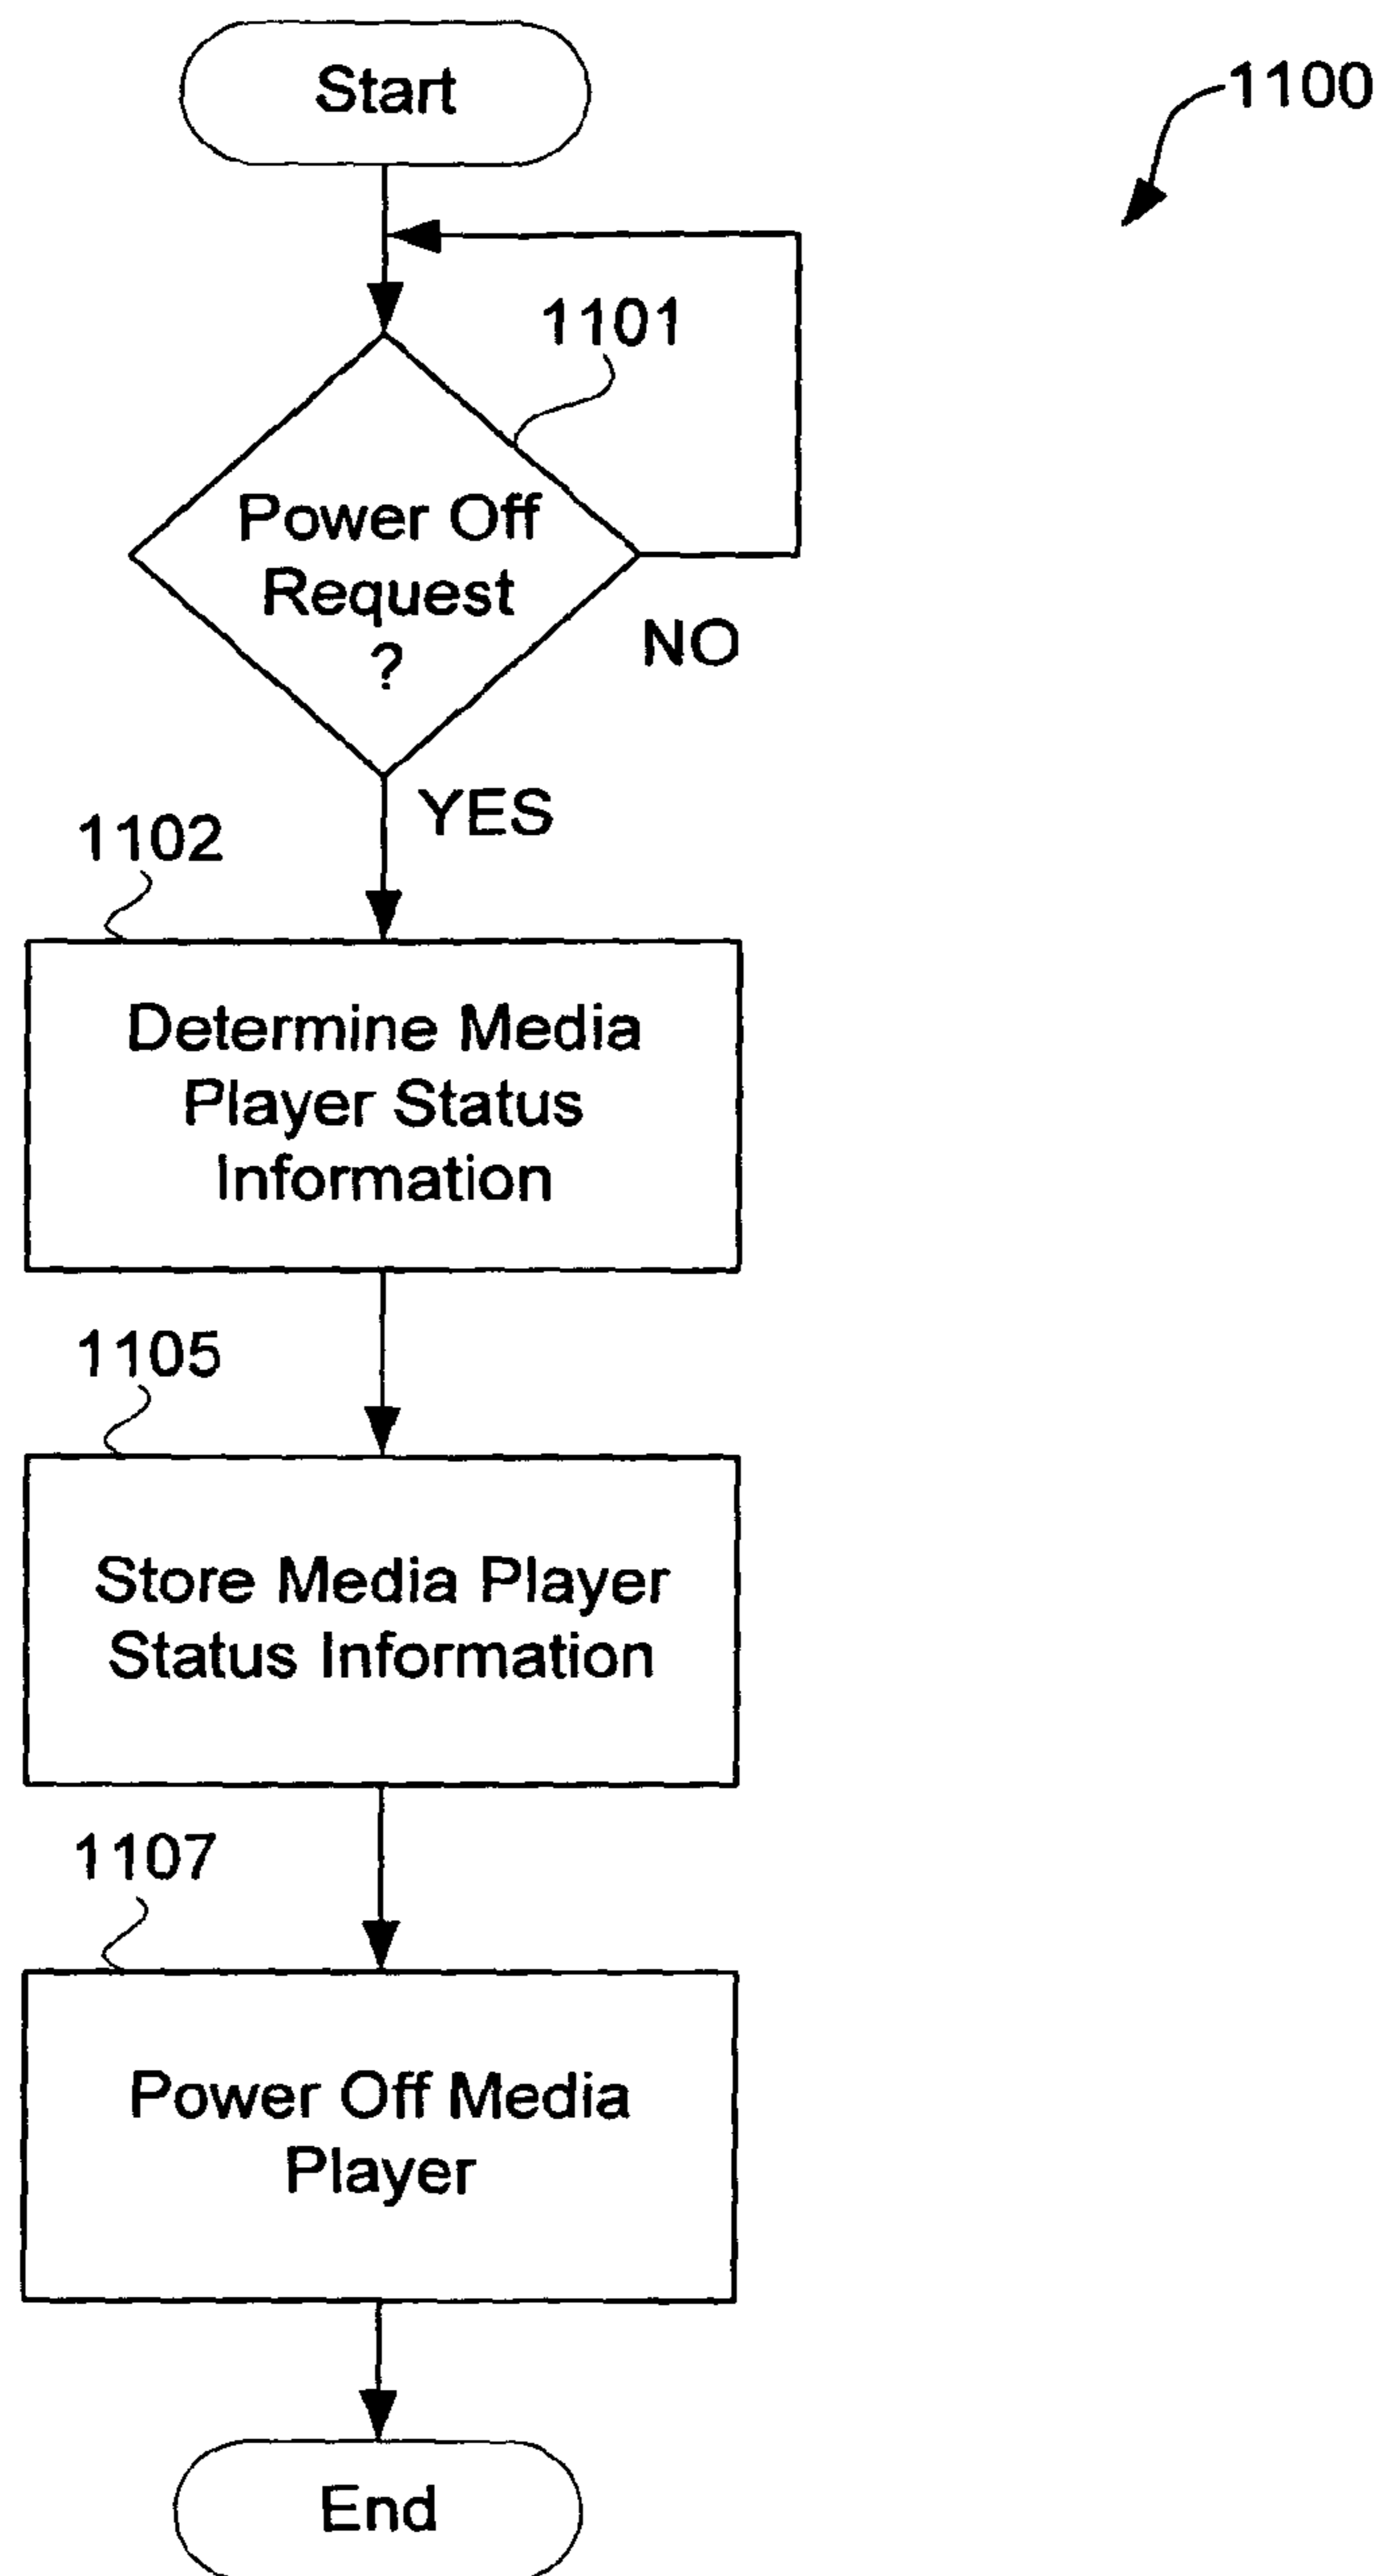 Start
1100
1101
Power Off
Request
?
NO
YES
1102
Determine Media
Player Status
Information
1105
Store Media Player
Status Information
1107
Power Off Media
Player
End